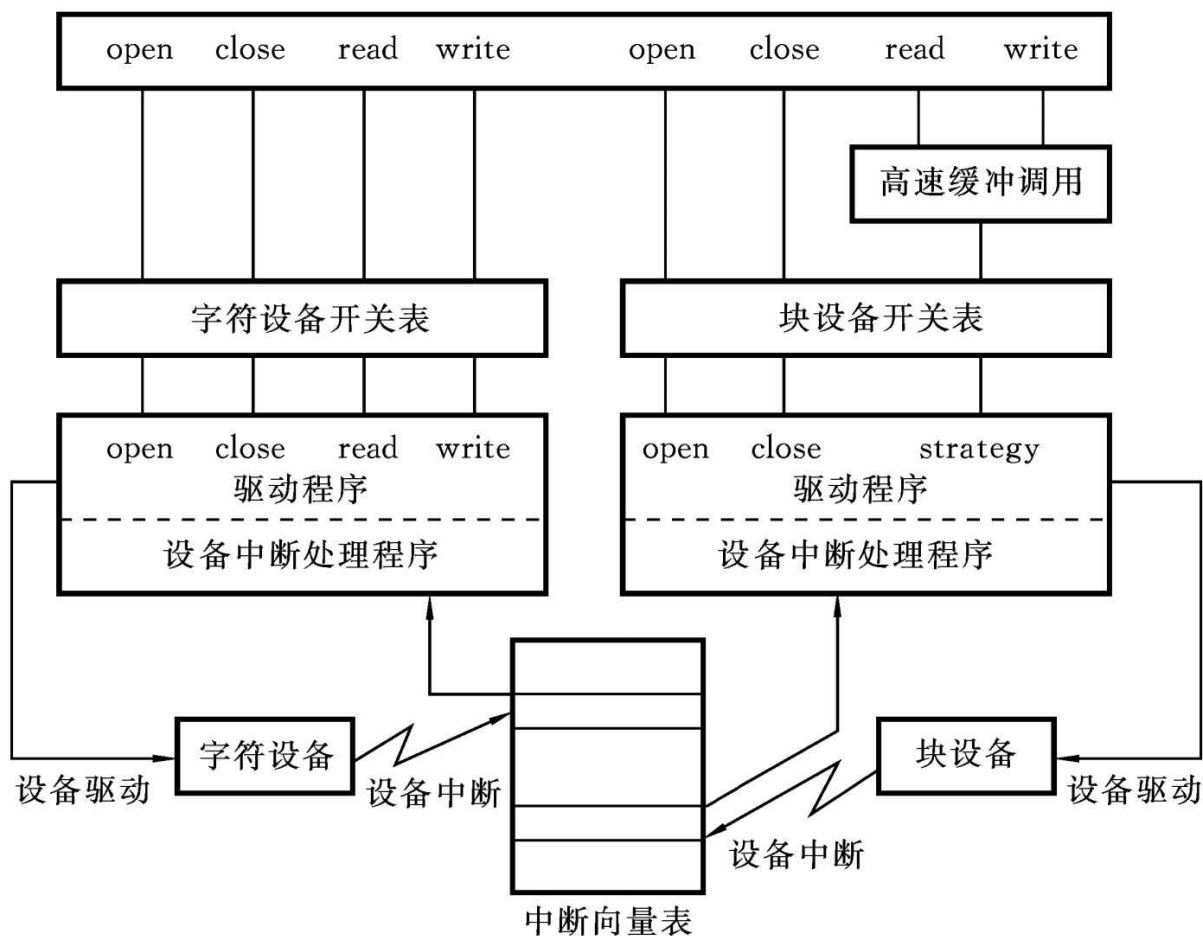 open close read write open close read write
高速缓冲调用
字符设备开关表 块设备开关表
open close read write open close strategy
驱动程序 驱动程序
设备中断处理程序 设备中断处理程序
字符设备 块设备
设备驱动 设备中断 设备驱动
设备中断
中断向量表